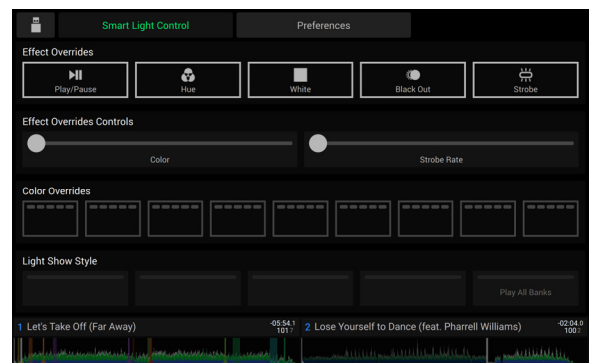 Smart Light Control Preferences
Effect Overrides
Play/Pause Hue White Black Out Strobe
Effect Overrides Controls
Color Strobe Rate
Color Overrides
Light Show Style
Play All Banks
1 Let's Take Off (Far Away) -05:54.1 2 Lose Yourself to Dance (feat. Pharrell Williams) -02:04.0